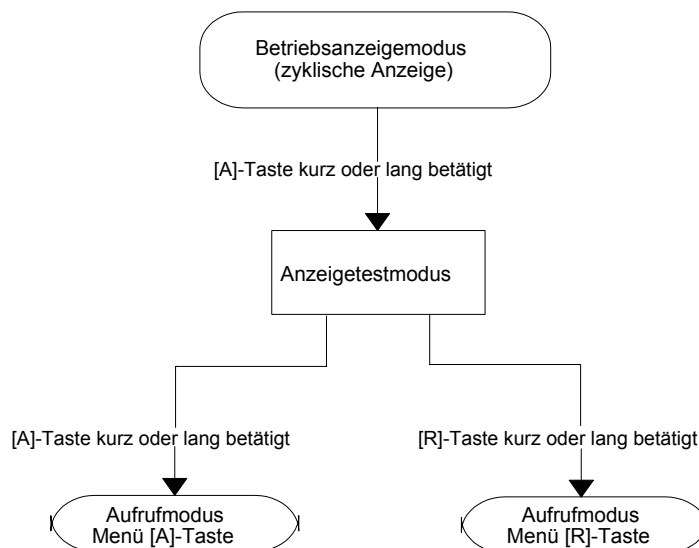 Betriebsanzeigemodus
(zyklische Anzeige)
[A]-Taste kurz oder lang betätigt
Anzeigetestmodus
[A]-Taste kurz oder lang betätigt
[R]-Taste kurz oder lang betätigt
Aufrufmodus
Menü [A]-Taste
Aufrufmodus
Menü [R]-Taste